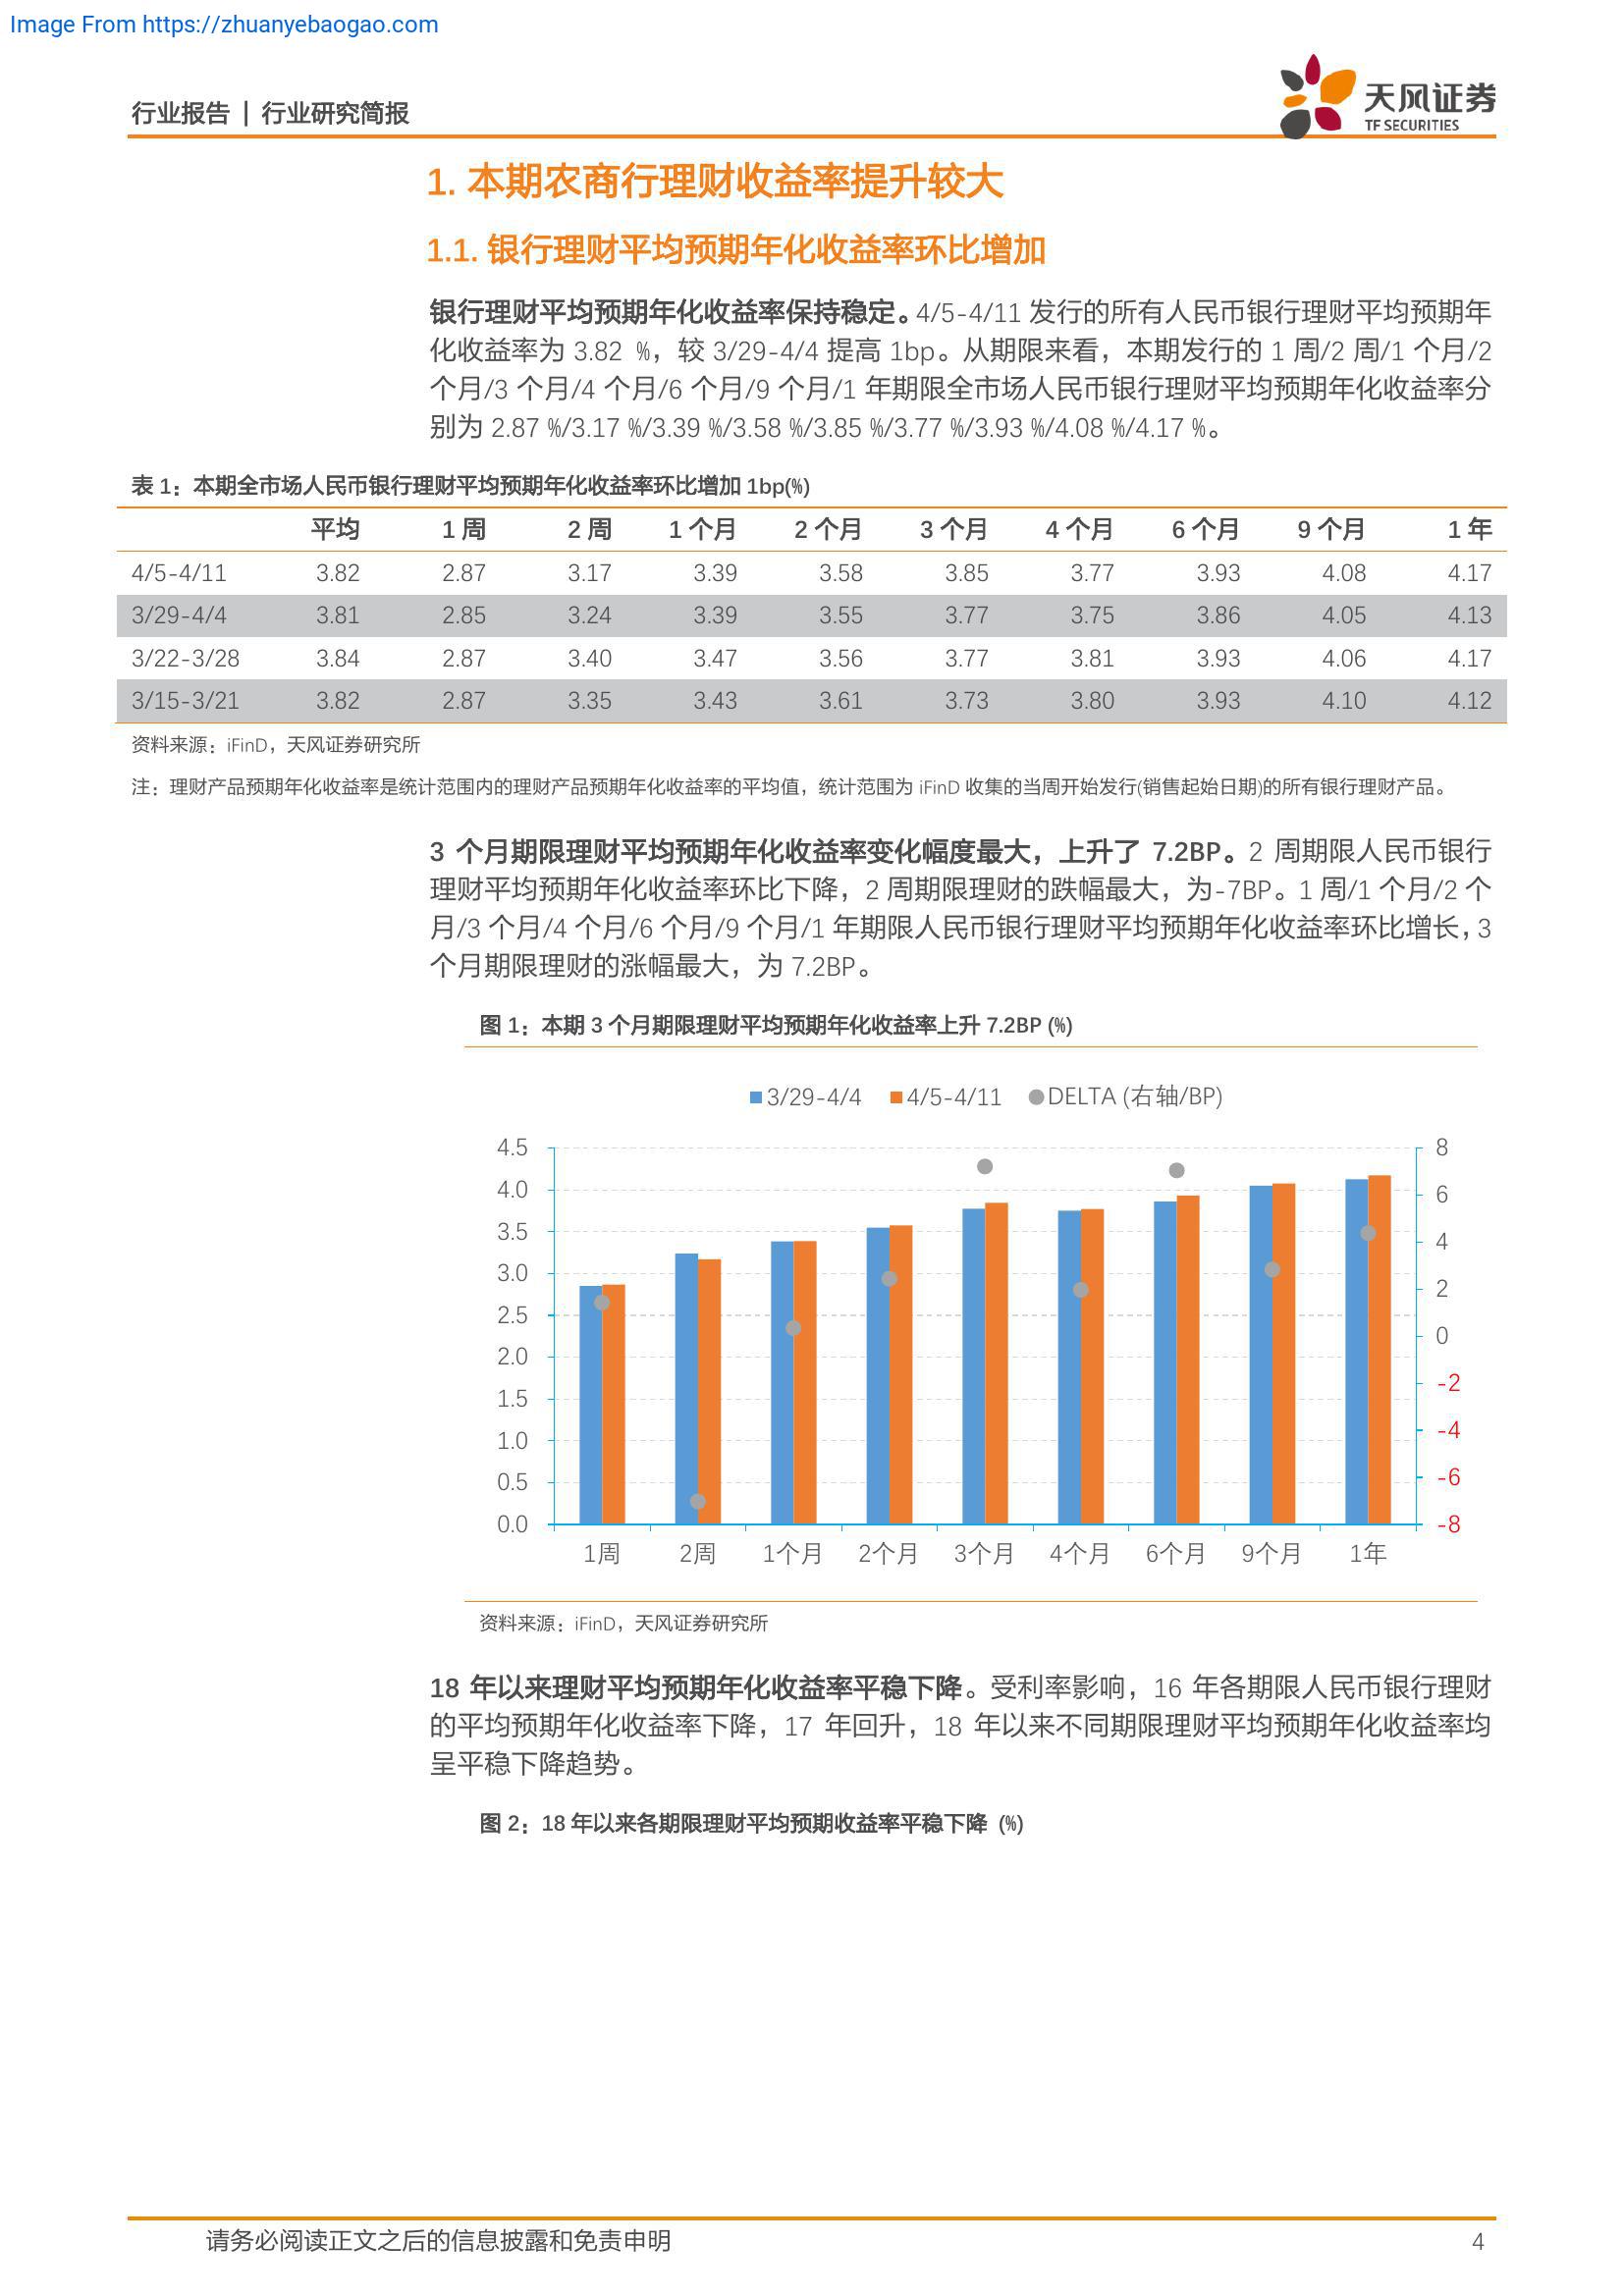 Image From https://zhuanyebaogao.com
行业报告 | 行业研究简报
天风证券
TF SECURITIES
1. 本期农商行理财收益率提升较大
1.1. 银行理财平均预期年化收益率环比增加
银行理财平均预期年化收益率保持稳定。4/5-4/11 发行的所有人民币银行理财平均预期年
化收益率为 3.82 %，较 3/29-4/4 提高 1bp。从期限来看，本期发行的 1 周/2 周/1 个月/2
个月/3 个月/4 个月/6 个月/9 个月/1 年期限全市场人民币银行理财平均预期年化收益率分
别为 2.87 %/3.17 %/3.39 %/3.58 %/3.85 %/3.77 %/3.93 %/4.08 %/4.17 %。
表 1：本期全市场人民币银行理财平均预期年化收益率环比增加 1bp(%)
平均 1 周 2 周 1 个月 2 个月 3 个月 4 个月 6 个月 9 个月 1 年
4/5-4/11 3.82 2.87 3.17 3.39 3.58 3.85 3.77 3.93 4.08 4.17
3/29-4/4 3.81 2.85 3.24 3.39 3.55 3.77 3.75 3.86 4.05 4.13
3/22-3/28 3.84 2.87 3.40 3.47 3.56 3.77 3.81 3.93 4.06 4.17
3/15-3/21 3.82 2.87 3.35 3.43 3.61 3.73 3.80 3.93 4.10 4.12
资料来源：iFinD，天风证券研究所
注：理财产品预期年化收益率是统计范围内的理财产品预期年化收益率的平均值，统计范围为 iFinD 收集的当周开始发行(销售起始日期)的所有银行理财产品。
3 个月期限理财平均预期年化收益率变化幅度最大，上升了 7.2BP。2 周期限人民币银行
理财平均预期年化收益率环比下降，2 周期限理财的跌幅最大，为-7BP。1 周/1 个月/2 个
月/3 个月/4 个月/6 个月/9 个月/1 年期限人民币银行理财平均预期年化收益率环比增长，3
个月期限理财的涨幅最大，为 7.2BP。
图 1：本期 3 个月期限理财平均预期年化收益率上升 7.2BP (%)
3/29-4/4 4/5-4/11 DELTA (右轴/BP)
4.5 8
4.0 6
3.5 4
3.0 2
2.5 0
2.0 -2
1.5 -4
1.0 -6
0.5 -8
0.0
1周 2周 1个月 2个月 3个月 4个月 6个月 9个月 1年
资料来源：iFinD，天风证券研究所
18 年以来理财平均预期年化收益率平稳下降。受利率影响，16 年各期限人民币银行理财
的平均预期年化收益率下降，17 年回升，18 年以来不同期限理财平均预期年化收益率均
呈平稳下降趋势。
图 2：18 年以来各期限理财平均预期收益率平稳下降 (%)
请务必阅读正文之后的信息披露和免责申明 4